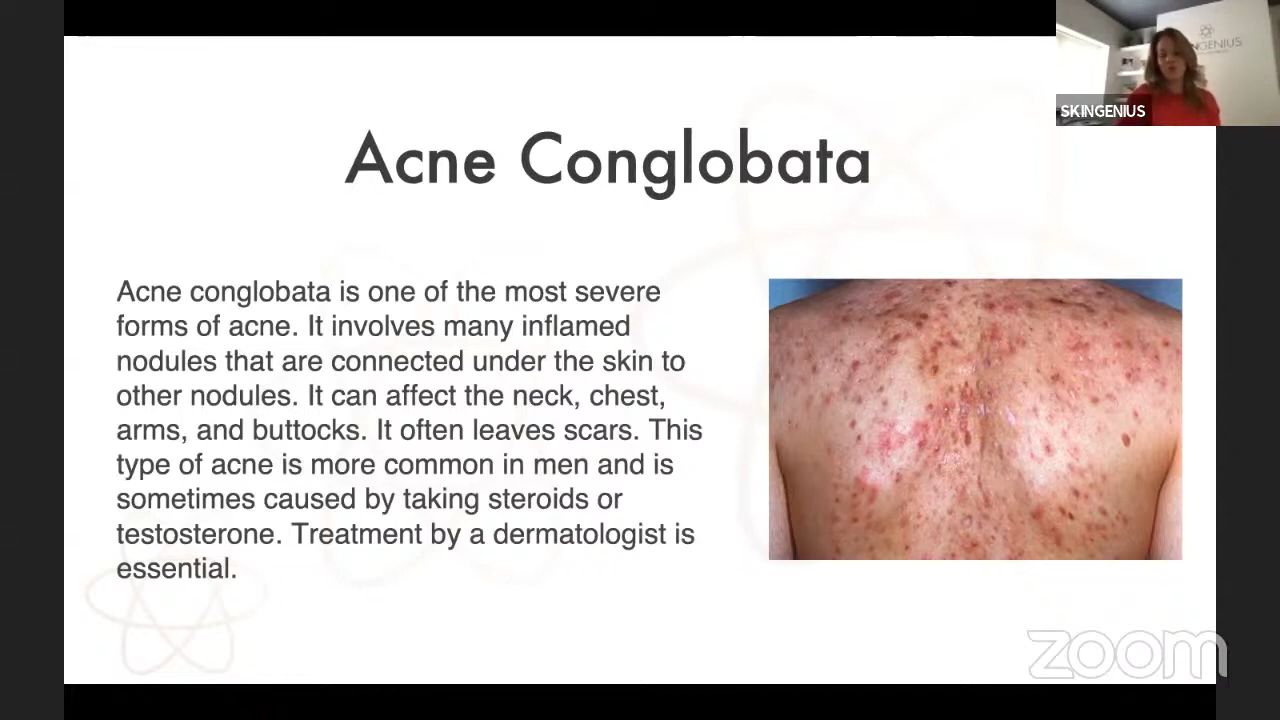 Acne Conglobata
Acne conglobata is one of the most severe
forms of acne. It involves many inflamed
nodules that are connected under the skin to
other nodules. It can affect the neck, chest,
arms, and buttocks. It often leaves scars. This
type of acne is more common in men and is
sometimes caused by taking steroids or
testosterone. Treatment by a dermatologist is
essential.
SKINGENIUS
zoom